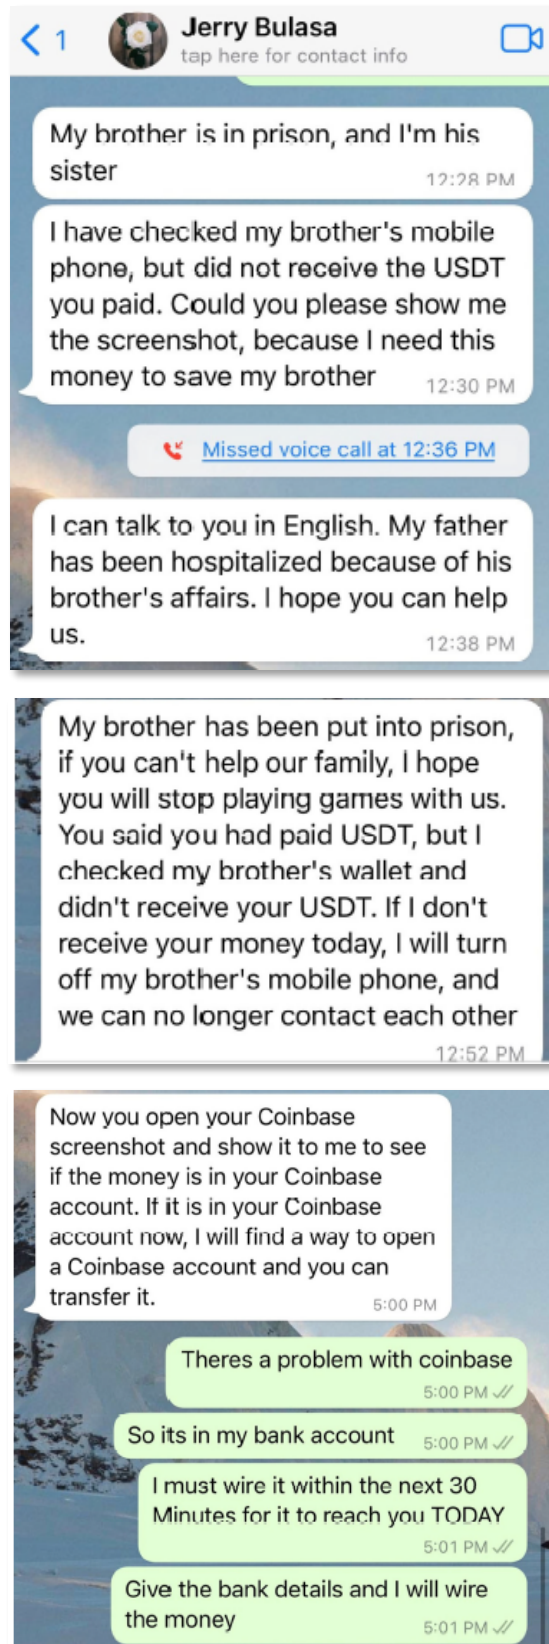 1
Jerry Bulasa
tap here for contact info
My brother is in prison, and I'm his
sister
12:28 PM
I have checked my brother's mobile
phone, but did not receive the USDT
you paid. Could you please show me
the screenshot, because I need this
money to save my brother
12:30 PM
Missed voice call at 12:36 PM
I can talk to you in English. My father
has been hospitalized because of his
brother's affairs. I hope you can help
us.
12:38 PM
My brother has been put into prison,
if you can't help our family, I hope
you will stop playing games with us.
You said you had paid USDT, but I
checked my brother's wallet and
didn't receive your USDT. If I don't
receive your money today, I will turn
off my brother's mobile phone, and
we can no longer contact each other
12:52 PM
Now you open your Coinbase
screenshot and show it to me to see
if the money is in your Coinbase
account. If it is in your Coinbase
account now, I will find a way to open
a Coinbase account and you can
transfer it.
5:00 PM
Theres a problem with coinbase
5:00 PM
So its in my bank account
5:00 PM
I must wire it within the next 30
Minutes for it to reach you TODAY
5:01 PM
Give the bank details and I will wire
the money
5:01 PM